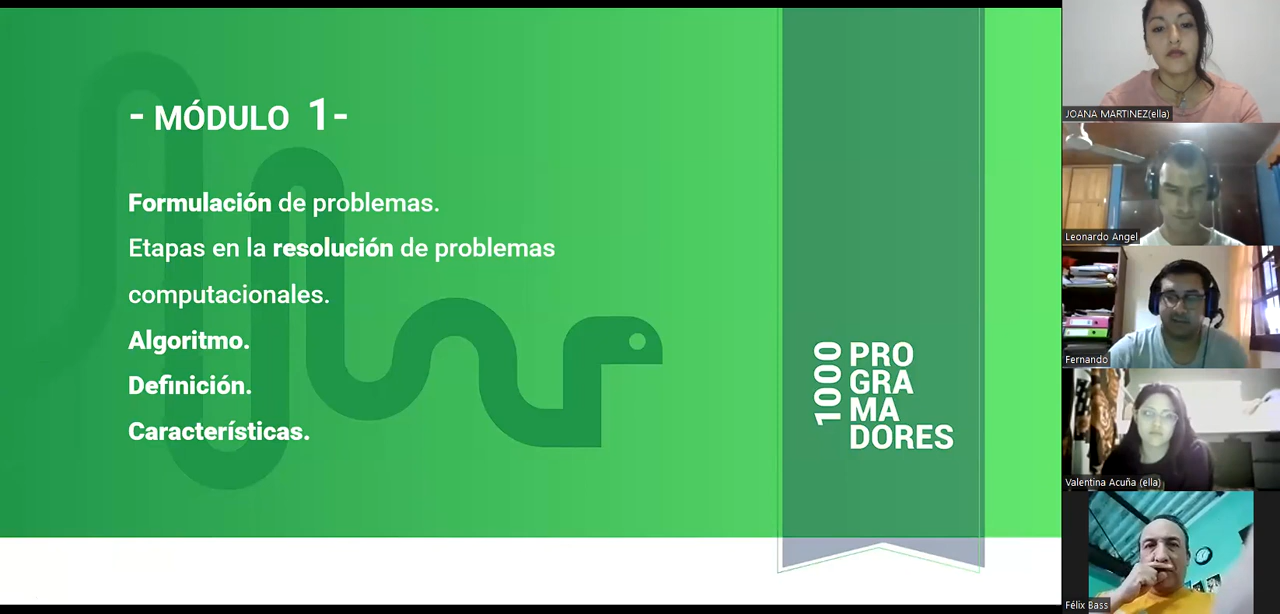 - MÓDULO 1-
Formulación de problemas.
Etapas en la resolución de problemas
computacionales.
Algoritmo.
Definición.
Características.
1000
PRO
GRA
MA
DORES
JOANA MARTINEZ(ella)
Leonardo Angel
Fernando
Valentina Acuña (ella)
Félix Bass